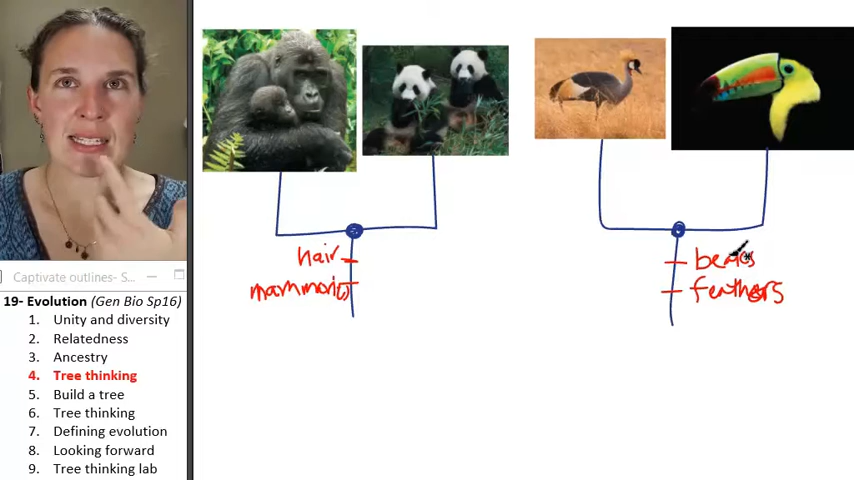 hair
beaks
feathers
Captivate outlines- S...
19- Evolution (Gen Bio Sp16)
1. Unity and diversity
2. Relatedness
3. Ancestry
4. Tree thinking
5. Build a tree
6. Tree thinking
7. Defining evolution
8. Looking forward
9. Tree thinking lab